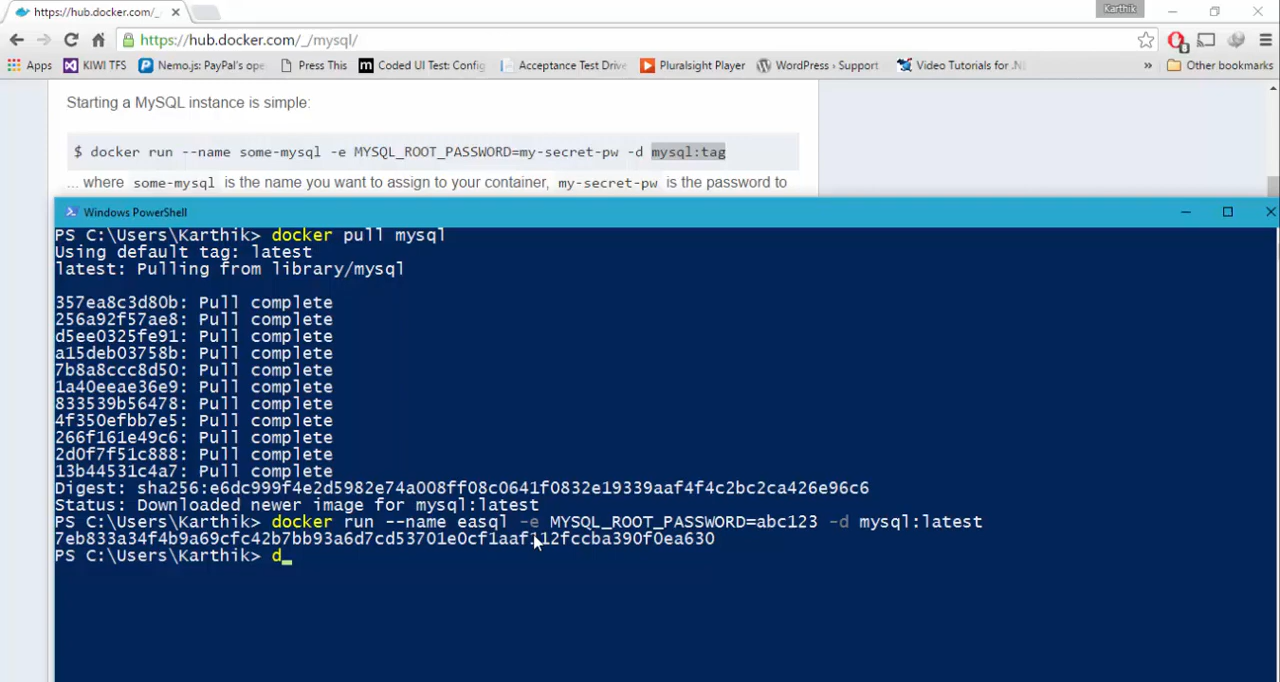 https://hub.docker.com/_/
Karthik
https://hub.docker.com/_/mysql/
Apps KIWI TFS Nemo.js: PayPal's ope Press This Coded UI Test: Config Acceptance Test Drive Pluralsight Player WordPress › Support Video Tutorials for .N » Other bookmarks
Starting a MySQL instance is simple:
$ docker run --name some-mysql -e MYSQL_ROOT_PASSWORD=my-secret-pw -d mysql:tag
... where some-mysql is the name you want to assign to your container, my-secret-pw is the password to
Windows PowerShell
PS C:\Users\Karthik> docker pull mysql
Using default tag: latest
latest: Pulling from library/mysql
357ea8c3d80b: Pull complete
256a92f57ae8: Pull complete
d5ee0325fe91: Pull complete
a15deb03758b: Pull complete
7b8a8ccc8d50: Pull complete
1a40eeae36e9: Pull complete
833539b56478: Pull complete
4f350efbb7e5: Pull complete
266f161e49c6: Pull complete
2d0f7f51c888: Pull complete
13b44531c4a7: Pull complete
Digest: sha256:e6dc999f4e2d5982e74a008ff08c0641f0832e19339aaf4f4c2bc2ca426e96c6
Status: Downloaded newer image for mysql:latest
PS C:\Users\Karthik> docker run --name easql -e MYSQL_ROOT_PASSWORD=abc123 -d mysql:latest
7eb833a34f4b9a69cfc42b7bb93a6d7cd53701e0cf1aaf112fccba390f0ea630
PS C:\Users\Karthik> d_